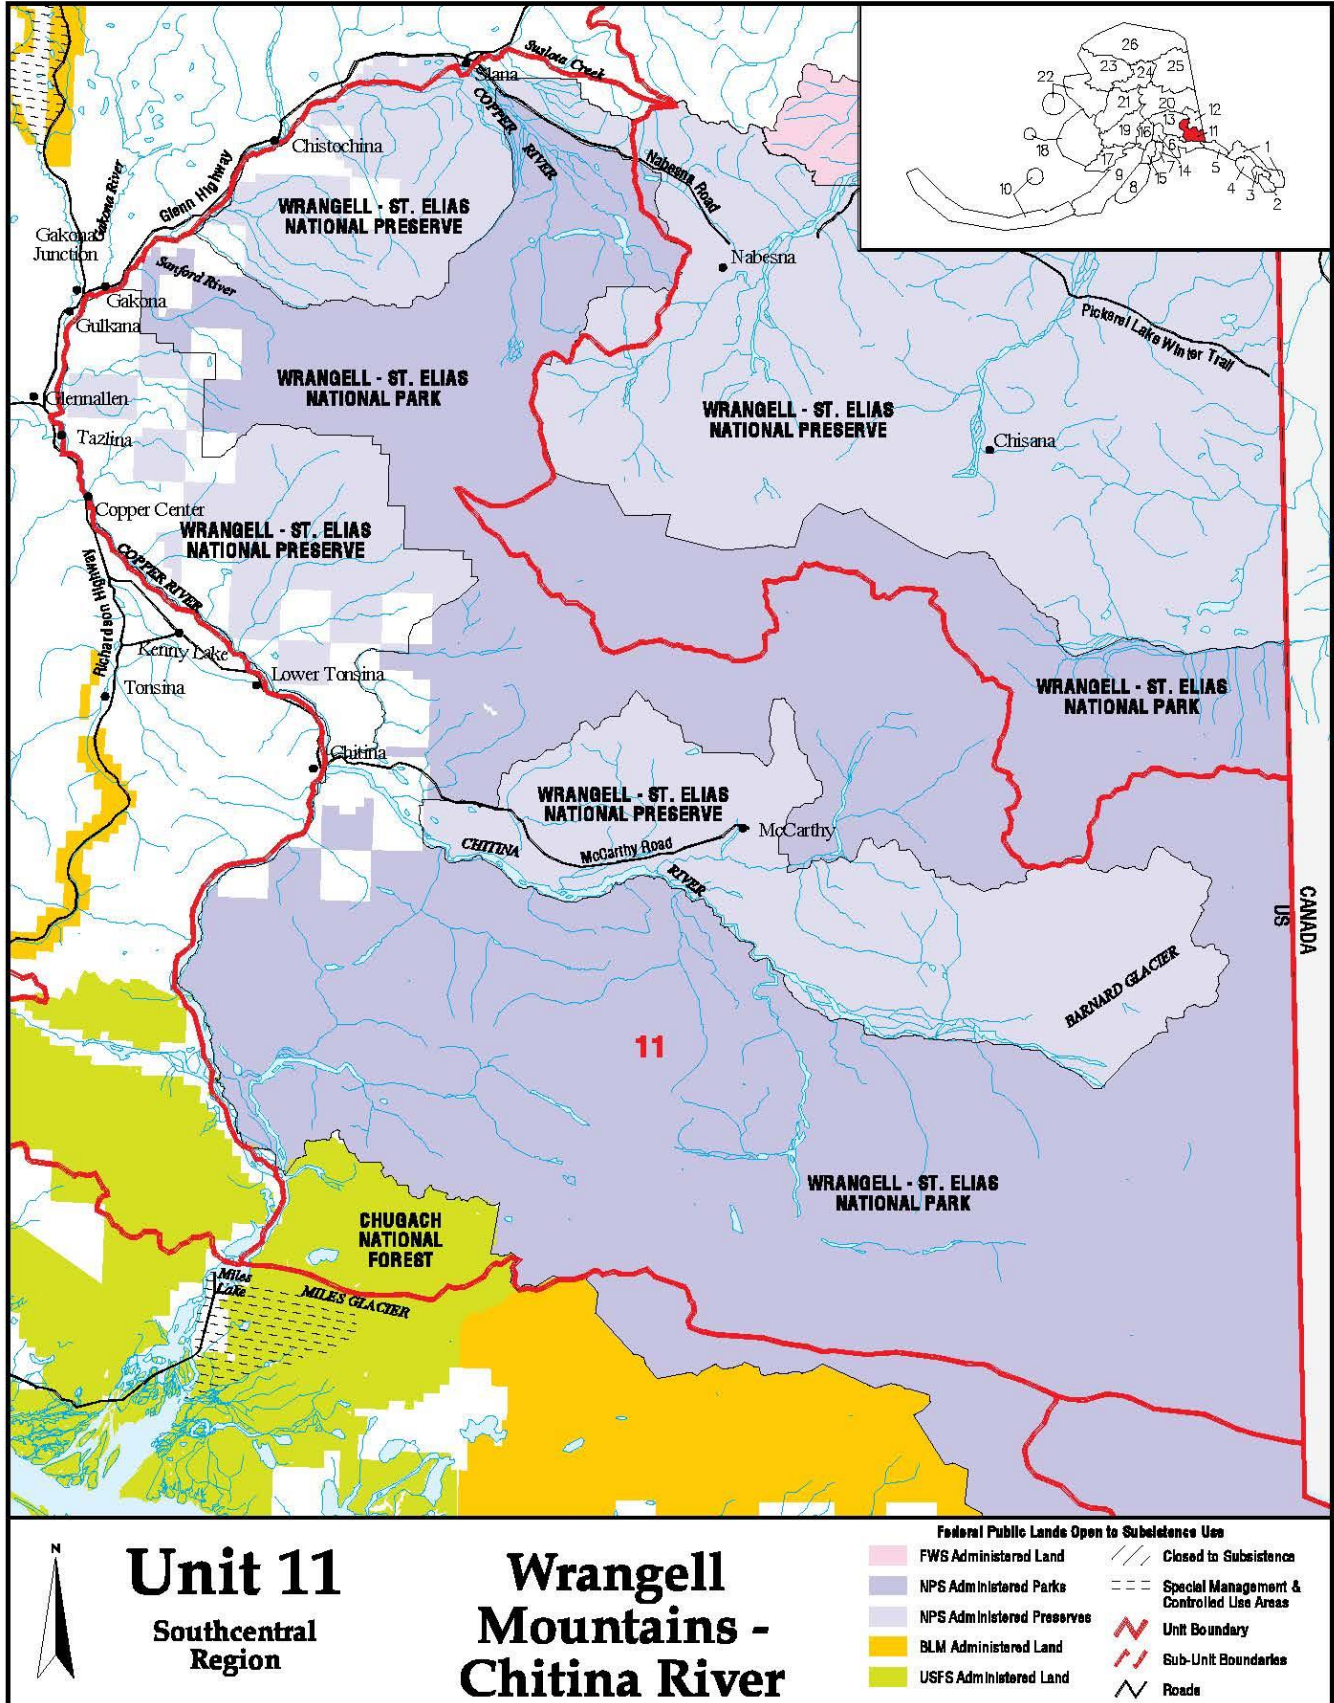 Suslota Creek
Slana
COPPER
RIVER
Chistochina
Nabesna Road
Glenn Highway
Gakona River
WRANGELL - ST. ELIAS
NATIONAL PRESERVE
Gakona
Junction
Sanford River
Nabesna
Gakona
Gulkana
Pickerel Lake Winter Trail
WRANGELL - ST. ELIAS
NATIONAL PARK
Glennallen
WRANGELL - ST. ELIAS
NATIONAL PRESERVE
Tazlina
Chisana
Copper Center
WRANGELL - ST. ELIAS
NATIONAL PRESERVE
COPPER RIVER
Richardson Highway
Kenny Lake
Lower Tonsina
Tonsina
WRANGELL - ST. ELIAS
NATIONAL PARK
Chitina
WRANGELL - ST. ELIAS
NATIONAL PRESERVE
McCarthy
CHITINA
McCarthy Road
RIVER
CANADA
US
BARNARD GLACIER
11
WRANGELL - ST. ELIAS
NATIONAL PARK
CHUGACH
NATIONAL
FOREST
Miles
Lake
MILES GLACIER
26
23
24
25
22
21
20
12
13
11
19
16
18
6
1
17
9
7
14
5
15
8
4
3
2
10
N
Unit 11
Southcentral
Region
Wrangell
Mountains -
Chitina River
Federal Public Lands Open to Subsistence Use
FWS Administered Land
NPS Administered Parks
NPS Administered Preserves
BLM Administered Land
USFS Administered Land
Closed to Subsistence
Special Management &
Controlled Use Areas
Unit Boundary
Sub-Unit Boundaries
Roads